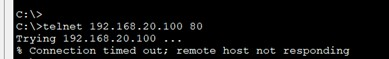 C:\>
C:\>telnet 192.168.20.100 80
Trying 192.168.20.100 ...
% Connection timed out; remote host not responding